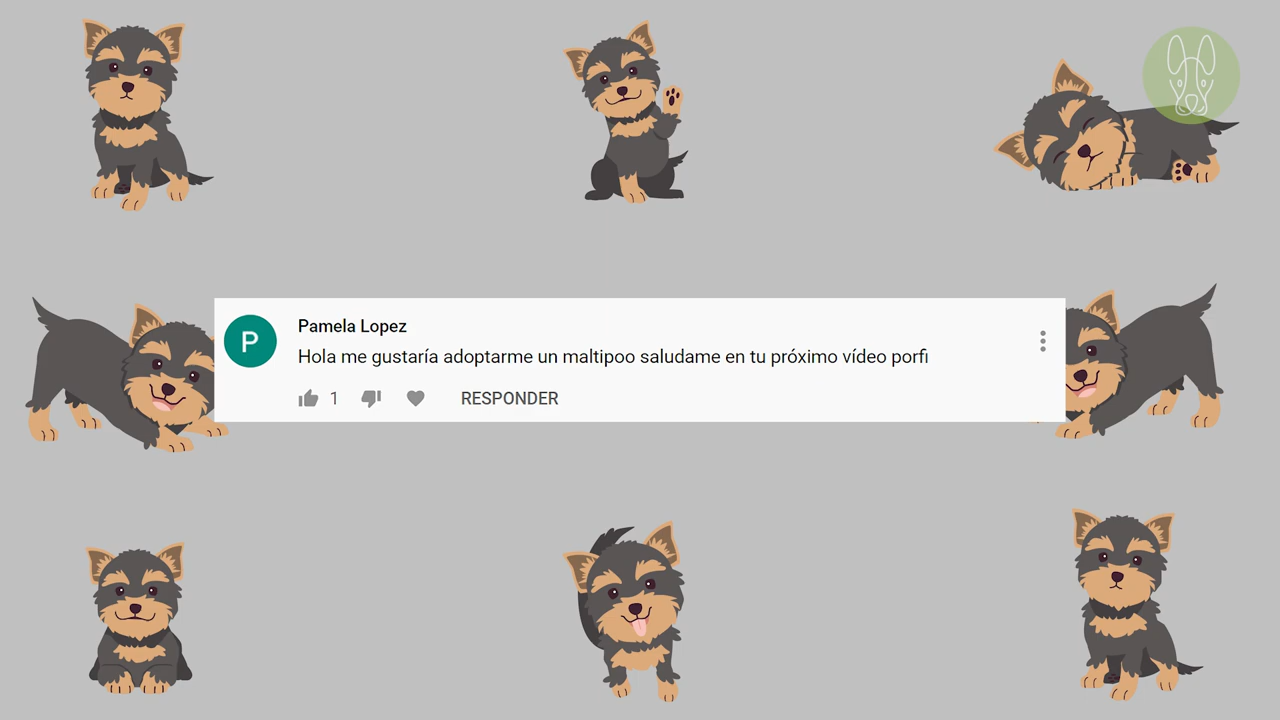 P
Pamela Lopez
Hola me gustaría adoptarme un maltipoo saludame en tu próximo vídeo porfi
1
RESPONDER